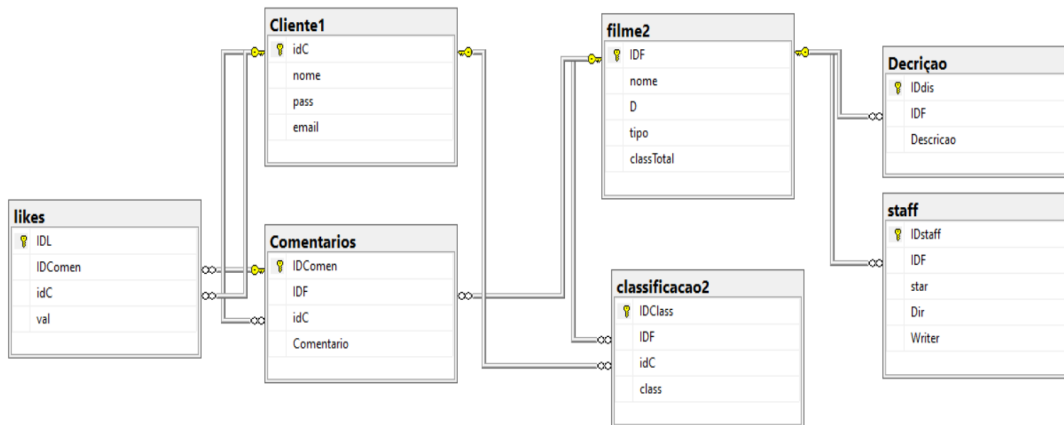 Cliente1
idC
nome
pass
email
filme2
IDF
nome
D
tipo
classTotal
Decriçao
IDdis
IDF
Descricao
likes
IDL
IDComen
idC
val
Comentarios
IDComen
IDF
idC
Comentario
classificacao2
IDClass
IDF
idC
class
staff
IDstaff
IDF
star
Dir
Writer